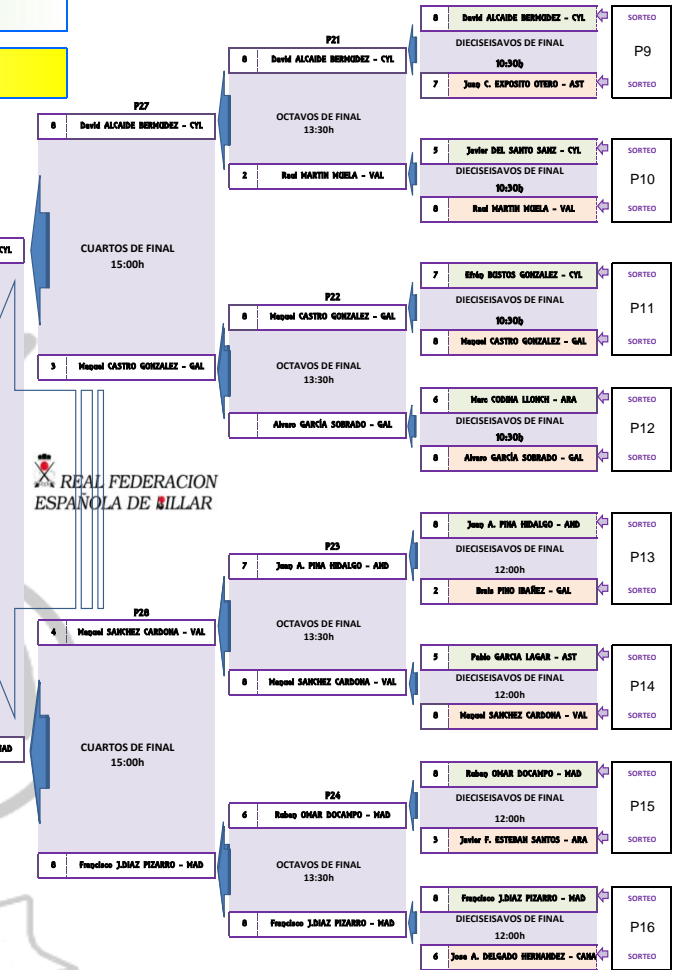 8 David ALCAIDE BERMÚDEZ - CYL SORTEO
P21 DIECISEISAVOS DE FINAL P9
8 David ALCAIDE BERMÚDEZ - CYL 10:30h
7 Juan C. EXPOSITO OTERO - AST SORTEO
P27 OCTAVOS DE FINAL
8 David ALCAIDE BERMÚDEZ - CYL 13:30h
5 Javier DEL SANTO SANZ - CYL SORTEO
2 Raul MARTIN MUELA - VAL DIECISEISAVOS DE FINAL P10
10:30h
8 Raul MARTIN MUELA - VAL SORTEO
CYL CUARTOS DE FINAL
15:00h
7 Efrén BUSTOS GONZALEZ - CYL SORTEO
P22 DIECISEISAVOS DE FINAL P11
8 Manuel CASTRO GONZALEZ - GAL 10:30h
8 Manuel CASTRO GONZALEZ - GAL SORTEO
3 Manuel CASTRO GONZALEZ - GAL OCTAVOS DE FINAL
13:30h
6 Marc CODINA LLONCH - ARA SORTEO
Alvaro GARCÍA SOBRADO - GAL DIECISEISAVOS DE FINAL P12
10:30h
8 Alvaro GARCÍA SOBRADO - GAL SORTEO
REAL FEDERACION
ESPAÑOLA DE BILLAR
8 Juan A. PINA HIDALGO - AND SORTEO
P23 DIECISEISAVOS DE FINAL P13
7 Juan A. PINA HIDALGO - AND 12:00h
2 Brais PINO IBAÑEZ - GAL SORTEO
P28 OCTAVOS DE FINAL
4 Manuel SANCHEZ CARDONA - VAL 13:30h
5 Pablo GARCIA LAGAR - AST SORTEO
8 Manuel SANCHEZ CARDONA - VAL DIECISEISAVOS DE FINAL P14
12:00h
8 Manuel SANCHEZ CARDONA - VAL SORTEO
MAD CUARTOS DE FINAL
15:00h
8 Ruben OMAR DOCAMPO - MAD SORTEO
P24 DIECISEISAVOS DE FINAL P15
6 Ruben OMAR DOCAMPO - MAD 12:00h
3 Javier F. ESTEBAN SANTOS - ARA SORTEO
8 Francisco J.DIAZ PIZARRO - MAD OCTAVOS DE FINAL
13:30h
8 Francisco J.DIAZ PIZARRO - MAD SORTEO
8 Francisco J.DIAZ PIZARRO - MAD DIECISEISAVOS DE FINAL P16
12:00h
6 Jose A. DELGADO HERNANDEZ - CANA SORTEO